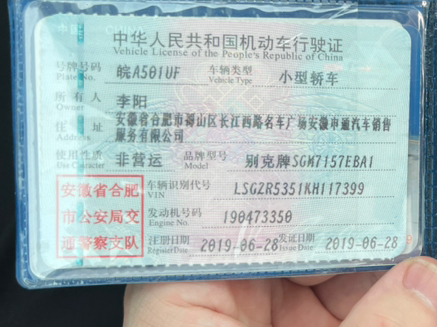 中华人民共和国机动车行驶证
Vehicle License of the People's Republic of China
号牌号码 皖A501UF 车辆类型 小型轿车
Plate No. Vehicle Type
所有人 李阳
Owner
住址 安徽省合肥市蜀山区长江西路名车广场安徽申通汽车销售
Address 服务有限公司
使用性质 非营运 品牌型号 别克牌SGM7157EBA1
Use Character Model
安徽省合肥 车辆识别代号 LSGZR5351KH117399
VIN
市公安局交 发动机号码 190473350
Engine No.
通警察支队 注册日期 2019-06-28 发证日期 2019-06-28
Register Date Issue Date